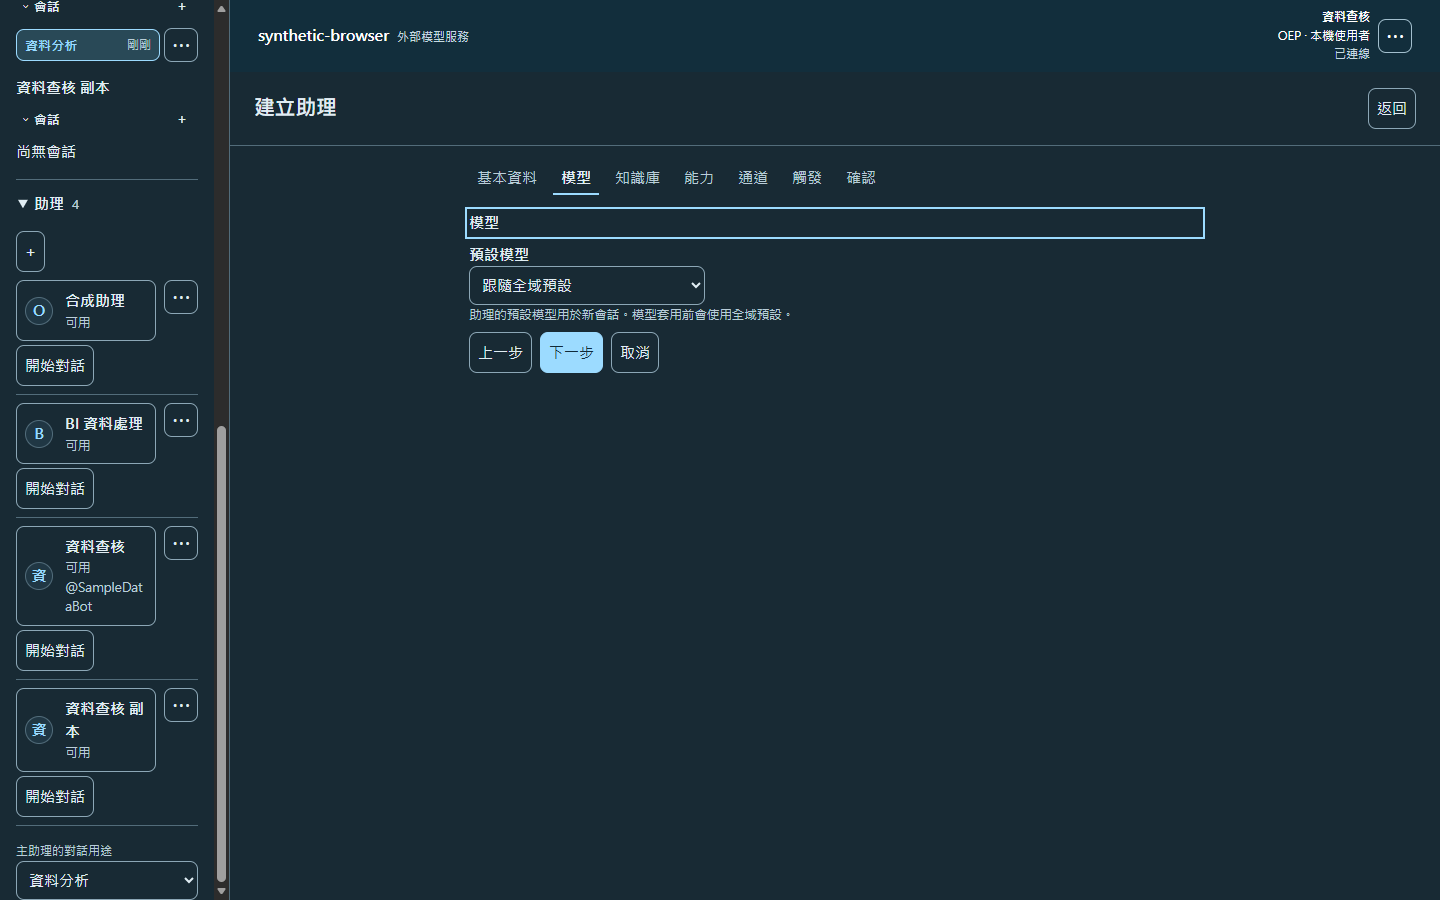 會話 +
資料分析 剛剛 ...
資料查核 副本
會話 +
尚無會話
▼ 助理 4
+
O 合成助理 ...
可用
開始對話
B BI 資料處理 ...
可用
開始對話
資 資料查核 ...
可用
@SampleDat
aBot
開始對話
資 資料查核 副 ...
本
可用
開始對話
主助理的對話用途
資料分析
synthetic-browser 外部模型服務
資料查核
OEP · 本機使用者
已連線
...
建立助理
返回
基本資料 模型 知識庫 能力 通道 觸發 確認
模型
預設模型
跟隨全域預設
助理的預設模型用於新會話。模型套用前會使用全域預設。
上一步 下一步 取消